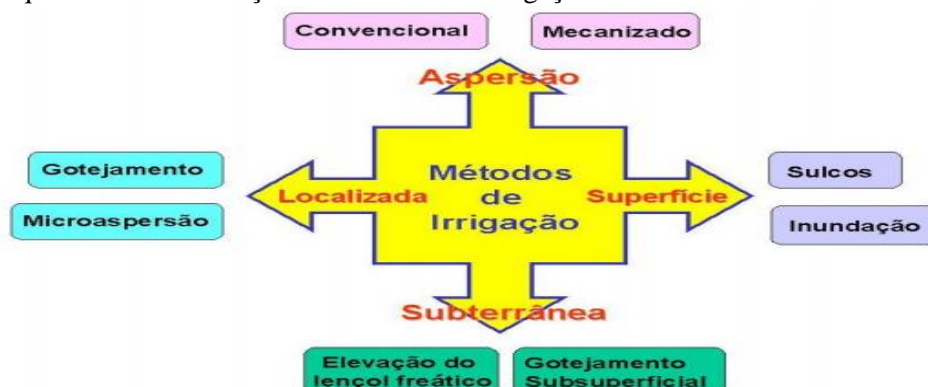 Convencional
Mecanizado
Aspersão
Gotejamento
Microaspersão
Localizada
Métodos
de
Irrigação
Superfície
Sulcos
Inundação
Subterrânea
Elevação do
lençol freático
Gotejamento
Subsuperficial